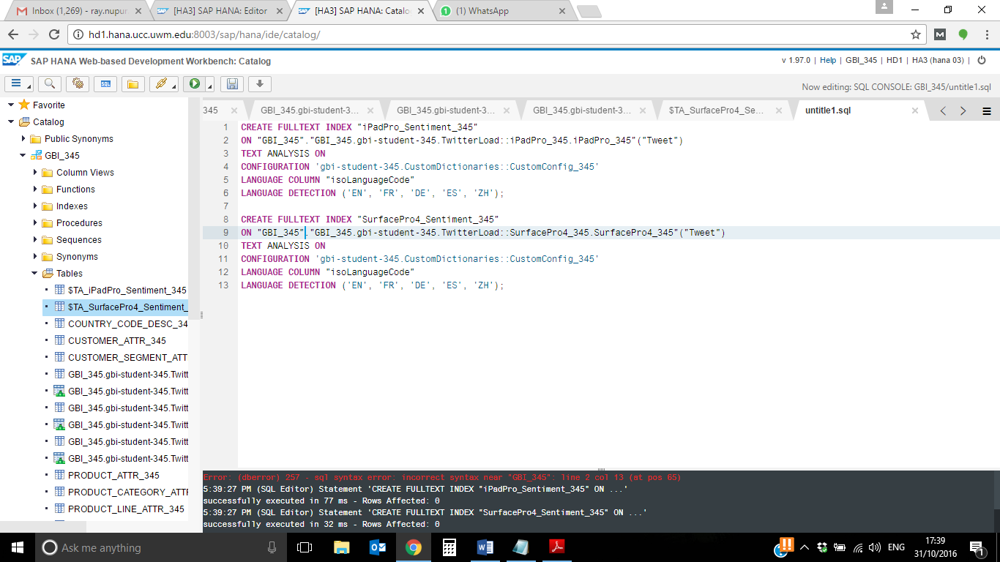 Inbox (1,269) - ray.nupur
[HA3] SAP HANA: Editor
[HA3] SAP HANA: Catalo
(1) WhatsApp
hd1.hana.ucc.uwm.edu:8003/sap/hana/ide/catalog/
SAP SAP HANA Web-based Development Workbench: Catalog
v 1.97.0 | Help | GBI_345 | HD1 | HA3 (hana 03) |
SQL
Now editing: SQL CONSOLE: GBI_345/untitle1.sql
Favorite
Catalog
Public Synonyms
GBI_345
Column Views
Functions
Indexes
Procedures
Sequences
Synonyms
Tables
$TA_iPadPro_Sentiment_345
$TA_SurfacePro4_Sentiment_
COUNTRY_CODE_DESC_34
CUSTOMER_ATTR_345
CUSTOMER_SEGMENT_ATT
GBI_345.gbi-student-345.Twitt
GBI_345.gbi-student-345.Twitt
GBI_345.gbi-student-345.Twitt
GBI_345.gbi-student-345.Twitt
GBI_345.gbi-student-345.Twitt
GBI_345.gbi-student-345.Twitt
PRODUCT_ATTR_345
PRODUCT_CATEGORY_ATTR
PRODUCT_LINE_ATTR_345
345
GBI_345.gbi-student-3...
GBI_345.gbi-student-3...
GBI_345.gbi-student-3...
$TA_SurfacePro4_Se...
untitle1.sql
1 CREATE FULLTEXT INDEX "iPadPro_Sentiment_345"
2 ON "GBI_345"."GBI_345.gbi-student-345.TwitterLoad::iPadPro_345.iPadPro_345"("Tweet")
3 TEXT ANALYSIS ON
4 CONFIGURATION 'gbi-student-345.CustomDictionaries::CustomConfig_345'
5 LANGUAGE COLUMN "isoLanguageCode"
6 LANGUAGE DETECTION ('EN', 'FR', 'DE', 'ES', 'ZH');
7
8 CREATE FULLTEXT INDEX "SurfacePro4_Sentiment_345"
9 ON "GBI_345"."GBI_345.gbi-student-345.TwitterLoad::SurfacePro4_345.SurfacePro4_345"("Tweet")
10 TEXT ANALYSIS ON
11 CONFIGURATION 'gbi-student-345.CustomDictionaries::CustomConfig_345'
12 LANGUAGE COLUMN "isoLanguageCode"
13 LANGUAGE DETECTION ('EN', 'FR', 'DE', 'ES', 'ZH');
Error: (dberror) 257 - sql syntax error: incorrect syntax near "GBI_345": line 2 col 13 (at pos 65)
5:39:27 PM (SQL Editor) Statement 'CREATE FULLTEXT INDEX "iPadPro_Sentiment_345" ON ...'
successfully executed in 77 ms - Rows Affected: 0
5:39:27 PM (SQL Editor) Statement 'CREATE FULLTEXT INDEX "SurfacePro4_Sentiment_345" ON ...'
successfully executed in 32 ms - Rows Affected: 0
Ask me anything
ENG
17:39
31/10/2016
1